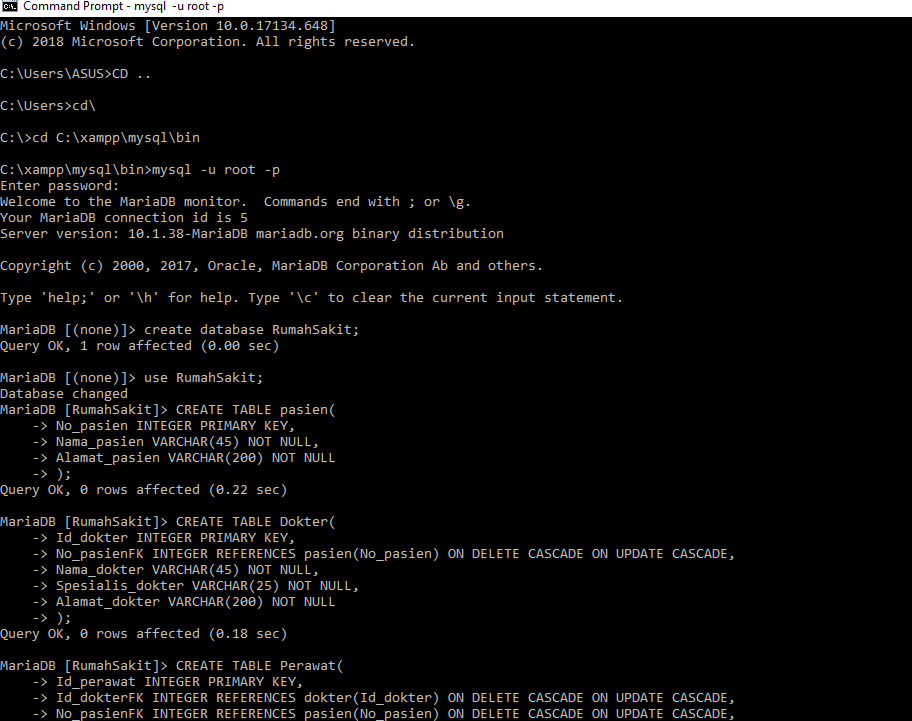 Command Prompt - mysql  -u root -p
Microsoft Windows [Version 10.0.17134.648]
(c) 2018 Microsoft Corporation. All rights reserved.
C:\Users\ASUS>CD ..
C:\Users>cd\
C:\>cd C:\xampp\mysql\bin
C:\xampp\mysql\bin>mysql -u root -p
Enter password:
Welcome to the MariaDB monitor.  Commands end with ; or \g.
Your MariaDB connection id is 5
Server version: 10.1.38-MariaDB mariadb.org binary distribution
Copyright (c) 2000, 2017, Oracle, MariaDB Corporation Ab and others.
Type 'help;' or '\h' for help. Type '\c' to clear the current input statement.
MariaDB [(none)]> create database RumahSakit;
Query OK, 1 row affected (0.00 sec)
MariaDB [(none)]> use RumahSakit;
Database changed
MariaDB [RumahSakit]> CREATE TABLE pasien(
    -> No_pasien INTEGER PRIMARY KEY,
    -> Nama_pasien VARCHAR(45) NOT NULL,
    -> Alamat_pasien VARCHAR(200) NOT NULL
    -> );
Query OK, 0 rows affected (0.22 sec)
MariaDB [RumahSakit]> CREATE TABLE Dokter(
    -> Id_dokter INTEGER PRIMARY KEY,
    -> No_pasienFK INTEGER REFERENCES pasien(No_pasien) ON DELETE CASCADE ON UPDATE CASCADE,
    -> Nama_dokter VARCHAR(45) NOT NULL,
    -> Spesialis_dokter VARCHAR(25) NOT NULL,
    -> Alamat_dokter VARCHAR(200) NOT NULL
    -> );
Query OK, 0 rows affected (0.18 sec)
MariaDB [RumahSakit]> CREATE TABLE Perawat(
    -> Id_perawat INTEGER PRIMARY KEY,
    -> Id_dokterFK INTEGER REFERENCES dokter(Id_dokter) ON DELETE CASCADE ON UPDATE CASCADE,
    -> No_pasienFK INTEGER REFERENCES pasien(No_pasien) ON DELETE CASCADE ON UPDATE CASCADE,